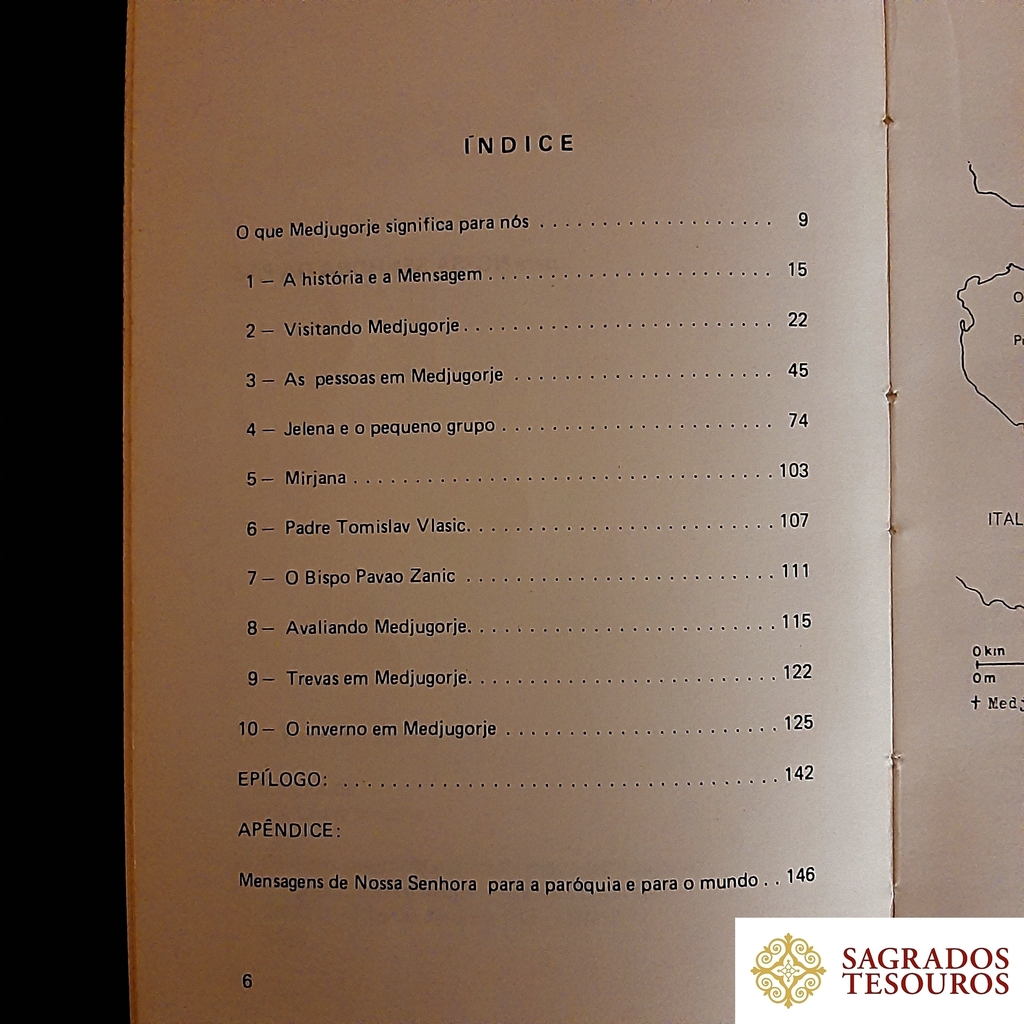 ÍNDICE
O que Medjugorje significa para nós . . . . . . . . . . . . . . . . . . . 9
1 — A história e a Mensagem . . . . . . . . . . . . . . . . . . . . . . . 15
2 — Visitando Medjugorje . . . . . . . . . . . . . . . . . . . . . . . . . 22
3 — As pessoas em Medjugorje . . . . . . . . . . . . . . . . . . . . . 45
4 — Jelena e o pequeno grupo . . . . . . . . . . . . . . . . . . . . . . 74
5 — Mirjana . . . . . . . . . . . . . . . . . . . . . . . . . . . . . . . . . . 103
6 — Padre Tomislav Vlasic. . . . . . . . . . . . . . . . . . . . . . . . . 107
7 — O Bispo Pavao Zanic . . . . . . . . . . . . . . . . . . . . . . . . . 111
8 — Avaliando Medjugorje. . . . . . . . . . . . . . . . . . . . . . . . . 115
9 — Trevas em Medjugorje. . . . . . . . . . . . . . . . . . . . . . . . . 122
10 — O inverno em Medjugorje . . . . . . . . . . . . . . . . . . . . . . 125
EPÍLOGO: . . . . . . . . . . . . . . . . . . . . . . . . . . . . . . . . . . . 142
APÊNDICE:
Mensagens de Nossa Senhora para a paróquia e para o mundo . . 146
6
O
ITAL
0 km
0 m
✝ Medj
SAGRADOS
TESOUROS